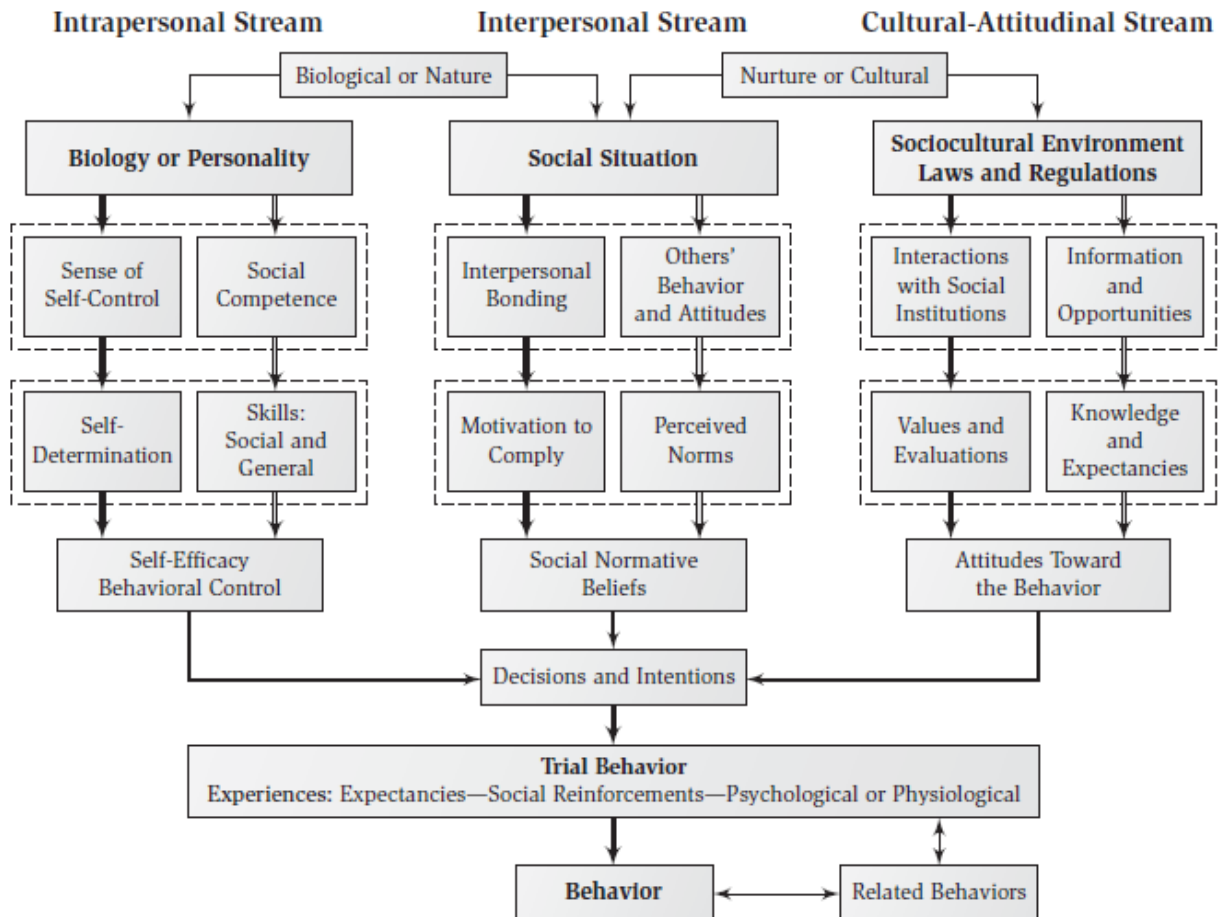 Intrapersonal Stream
Interpersonal Stream
Cultural-Attitudinal Stream
Biological or Nature
Nurture or Cultural
Biology or Personality
Social Situation
Sociocultural Environment
Laws and Regulations
Sense of
Self-Control
Social
Competence
Interpersonal
Bonding
Others'
Behavior
and Attitudes
Interactions
with Social
Institutions
Information
and
Opportunities
Self-
Determination
Skills:
Social and
General
Motivation to
Comply
Perceived
Norms
Values and
Evaluations
Knowledge
and
Expectancies
Self-Efficacy
Behavioral Control
Social Normative
Beliefs
Attitudes Toward
the Behavior
Decisions and Intentions
Trial Behavior
Experiences: Expectancies—Social Reinforcements—Psychological or Physiological
Behavior
Related Behaviors